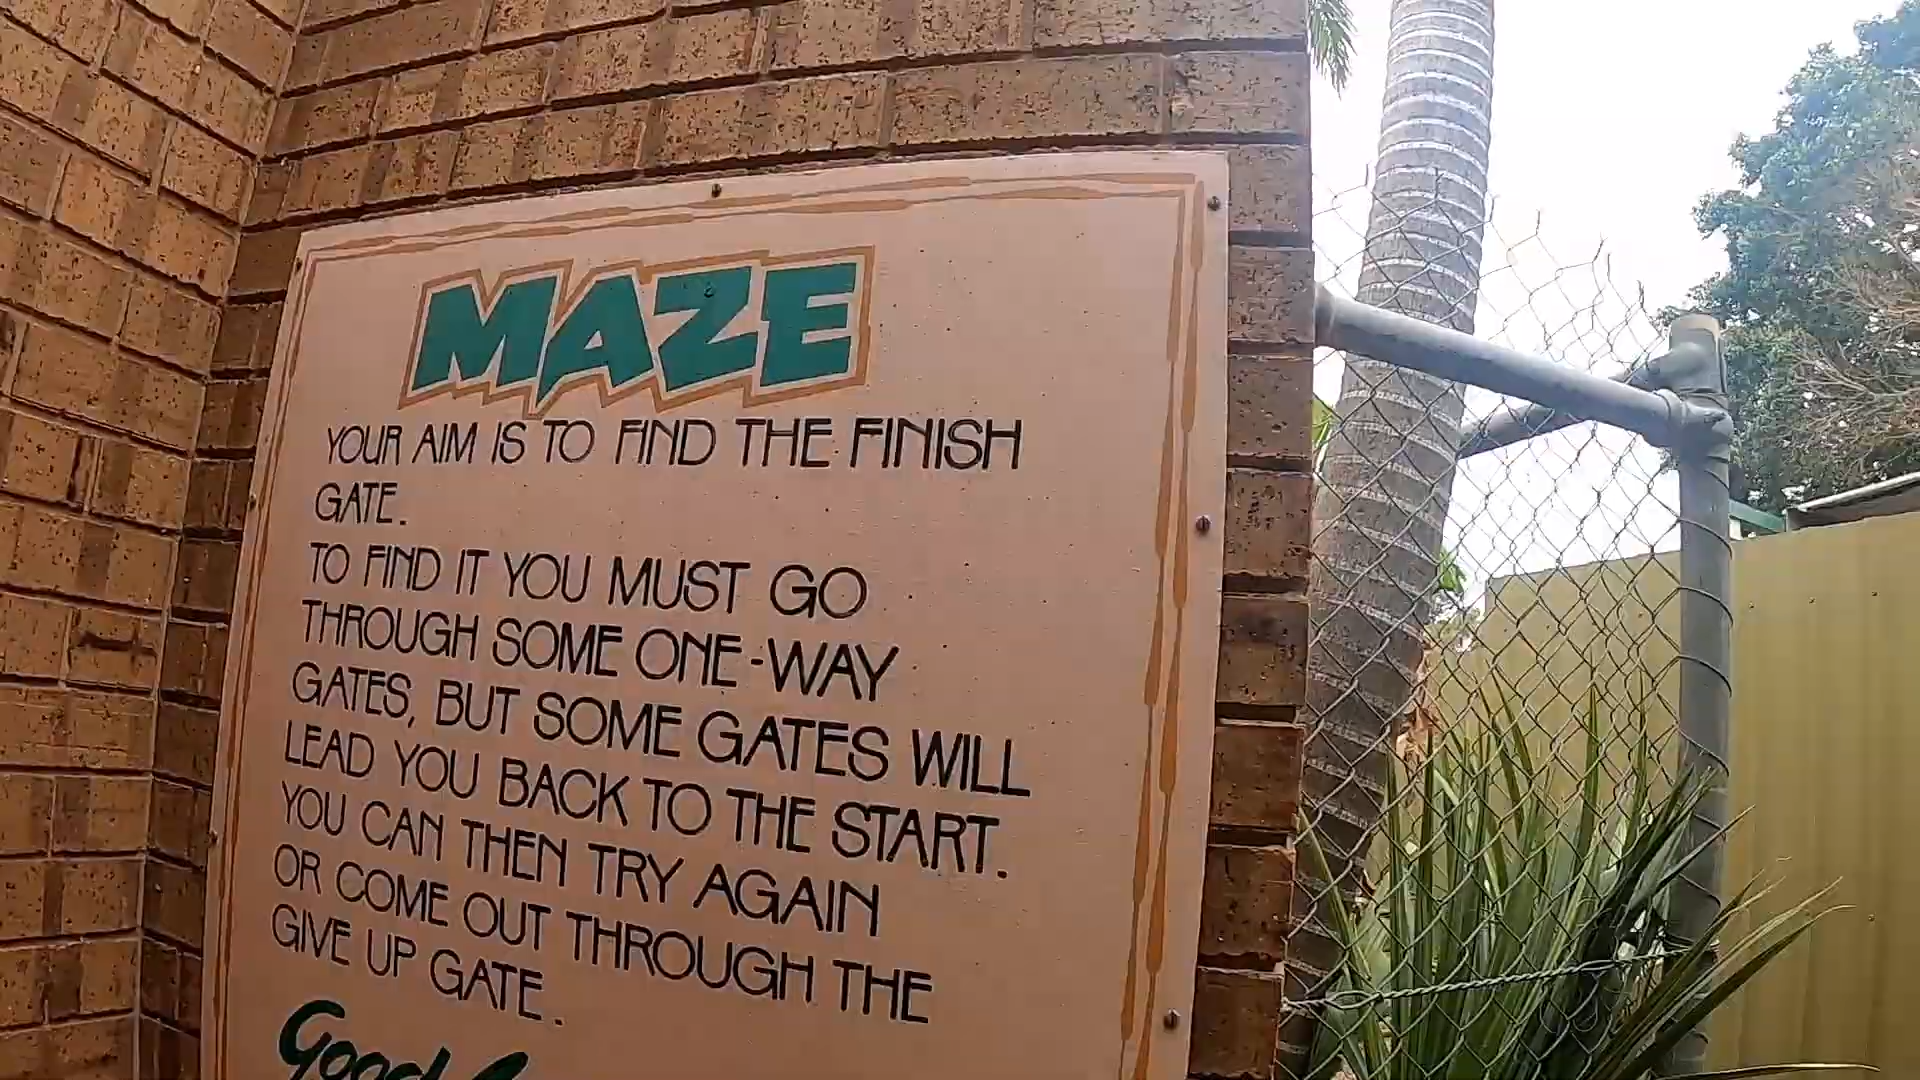 MAZE
YOUR AIM IS TO FIND THE FINISH
GATE.
TO FIND IT YOU MUST GO
THROUGH SOME ONE-WAY
GATES, BUT SOME GATES WILL
LEAD YOU BACK TO THE START.
YOU CAN THEN TRY AGAIN
OR COME OUT THROUGH THE
GIVE UP GATE.
Good